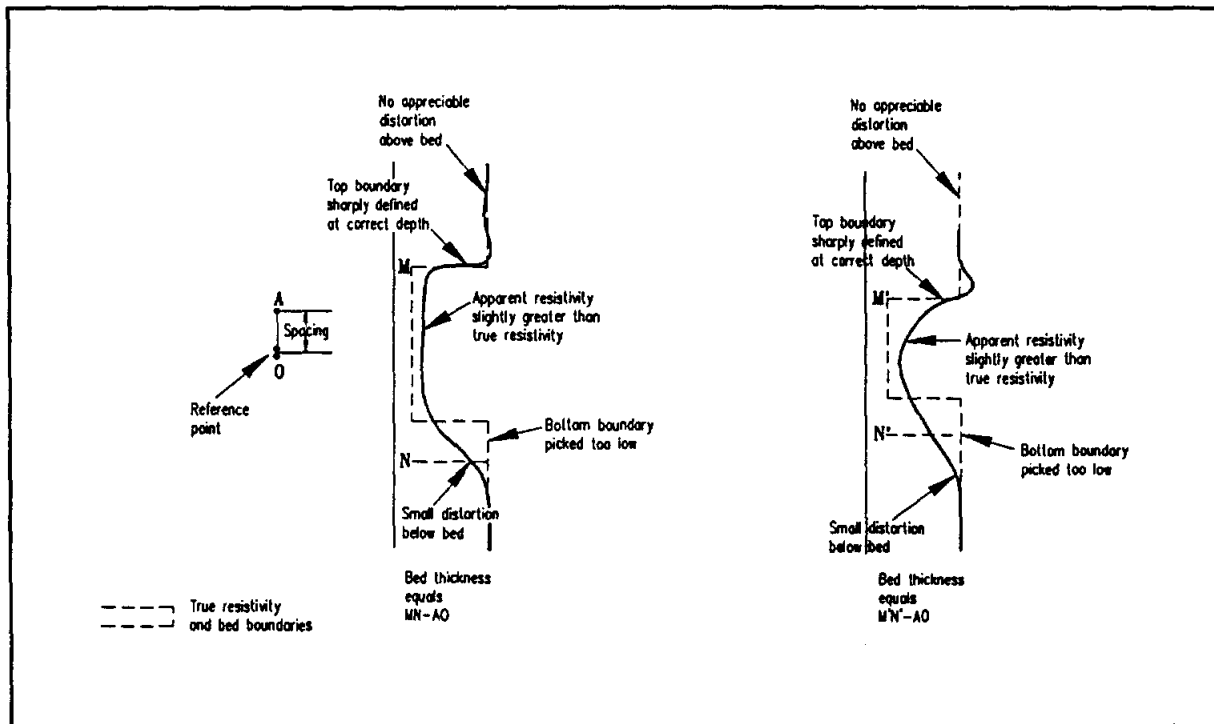 No appreciable
distortion
above bed
Top boundary
sharply defined
at correct depth
M
Apparent resistivity
slightly greater than
true resistivity
A
Spacing
O
Reference
point
Bottom boundary
picked too low
N
Small distortion
below bed
Bed thickness
equals
MN-AO
No appreciable
distortion
above bed
Top boundary
sharply defined
at correct depth
M'
Apparent resistivity
slightly greater than
true resistivity
N'
Bottom boundary
picked too low
Small distortion
below bed
Bed thickness
equals
M'N'-AO
True resistivity
and bed boundaries